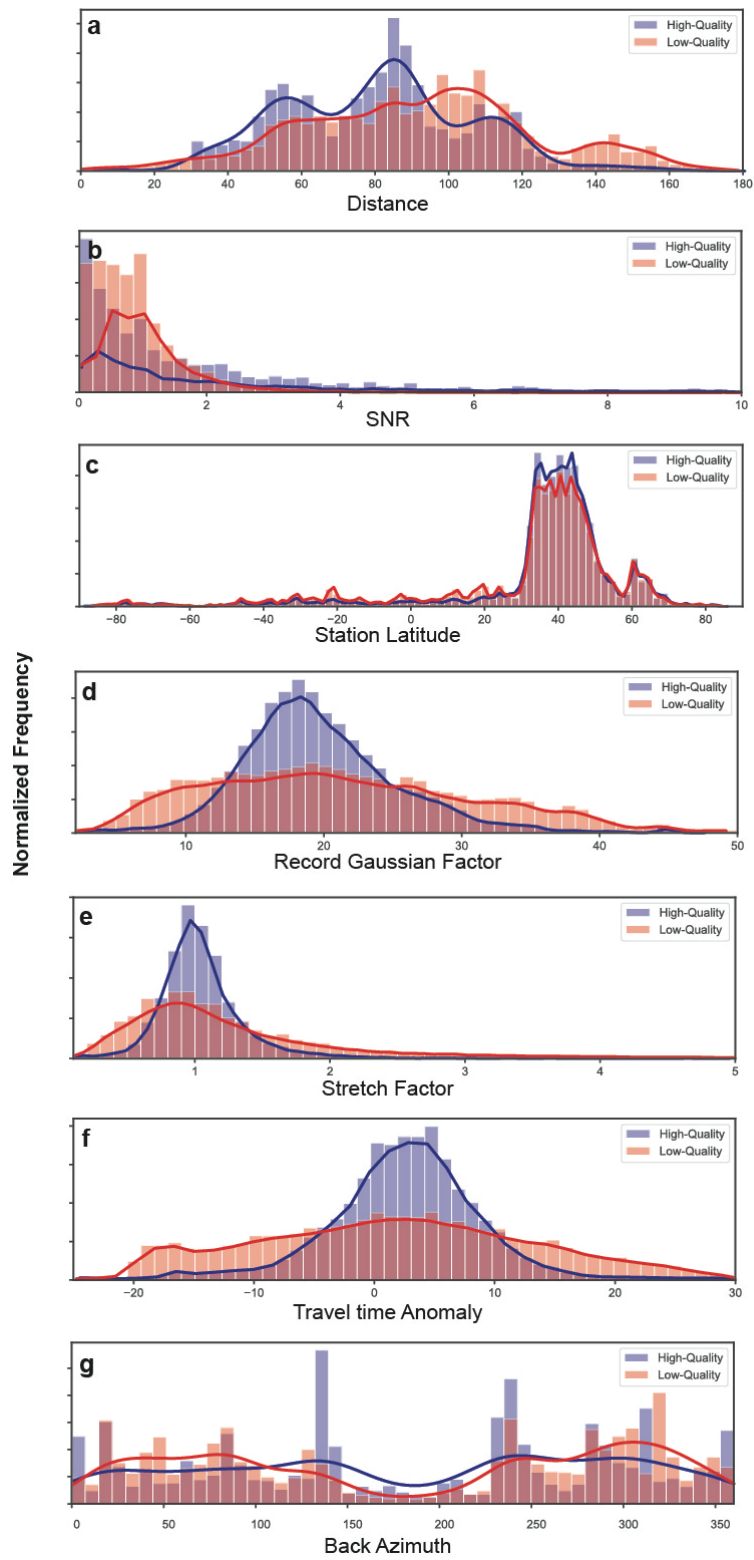 a
High-Quality
Low-Quality
0 20 40 60 80 100 120 140 160 180
Distance
b
High-Quality
Low-Quality
0 2 4 6 8 10
SNR
c
High-Quality
Low-Quality
−80 −60 −40 −20 0 20 40 60 80
Station Latitude
Normalized Frequency
d
High-Quality
Low-Quality
10 20 30 40 50
Record Gaussian Factor
e
High-Quality
Low-Quality
1 2 3 4 5
Stretch Factor
f
High-Quality
Low-Quality
−20 −10 0 10 20 30
Travel time Anomaly
g
High-Quality
Low-Quality
0 50 100 150 200 250 300 350
Back Azimuth